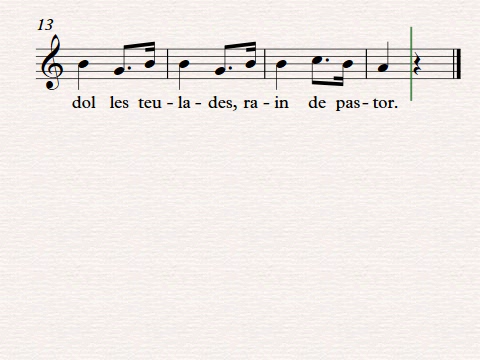 13
dol les teu - la - des, ra - in de pas - tor.